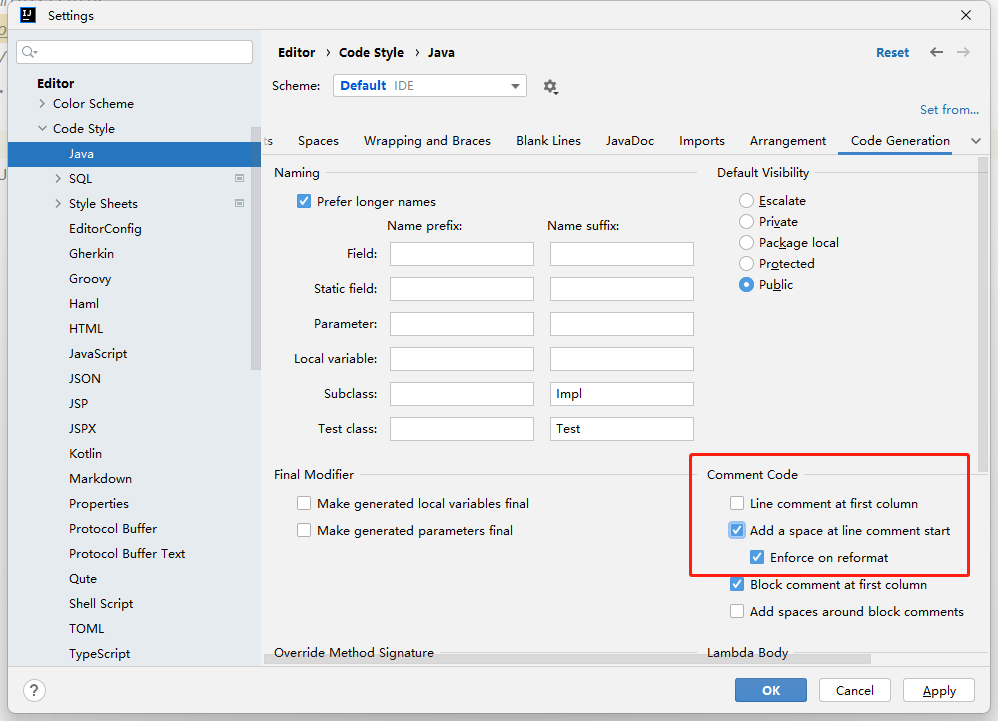 Settings
Editor
Color Scheme
Code Style
Java
SQL
Style Sheets
EditorConfig
Gherkin
Groovy
Haml
HTML
JavaScript
JSON
JSP
JSPX
Kotlin
Markdown
Properties
Protocol Buffer
Protocol Buffer Text
Qute
Shell Script
TOML
TypeScript
Editor › Code Style › Java
Reset
Scheme: Default IDE
Set from...
ts Spaces Wrapping and Braces Blank Lines JavaDoc Imports Arrangement Code Generation
Naming
Prefer longer names
Name prefix: Name suffix:
Field:
Static field:
Parameter:
Local variable:
Subclass: Impl
Test class: Test
Default Visibility
Escalate
Private
Package local
Protected
Public
Final Modifier
Make generated local variables final
Make generated parameters final
Comment Code
Line comment at first column
Add a space at line comment start
Enforce on reformat
Block comment at first column
Add spaces around block comments
Override Method Signature
Lambda Body
?
OK
Cancel
Apply